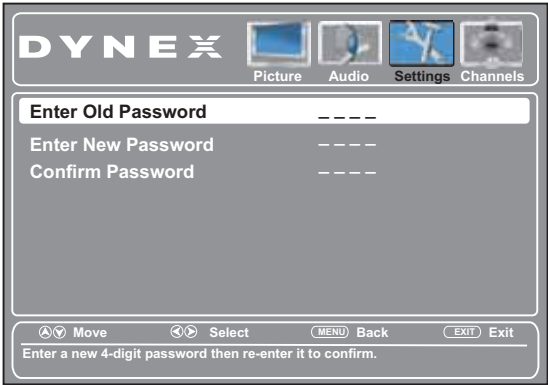 DYNEX
Picture Audio Settings Channels
Enter Old Password _ _ _ _
Enter New Password _ _ _ _
Confirm Password _ _ _ _
Move Select MENU Back EXIT Exit
Enter a new 4-digit password then re-enter it to confirm.